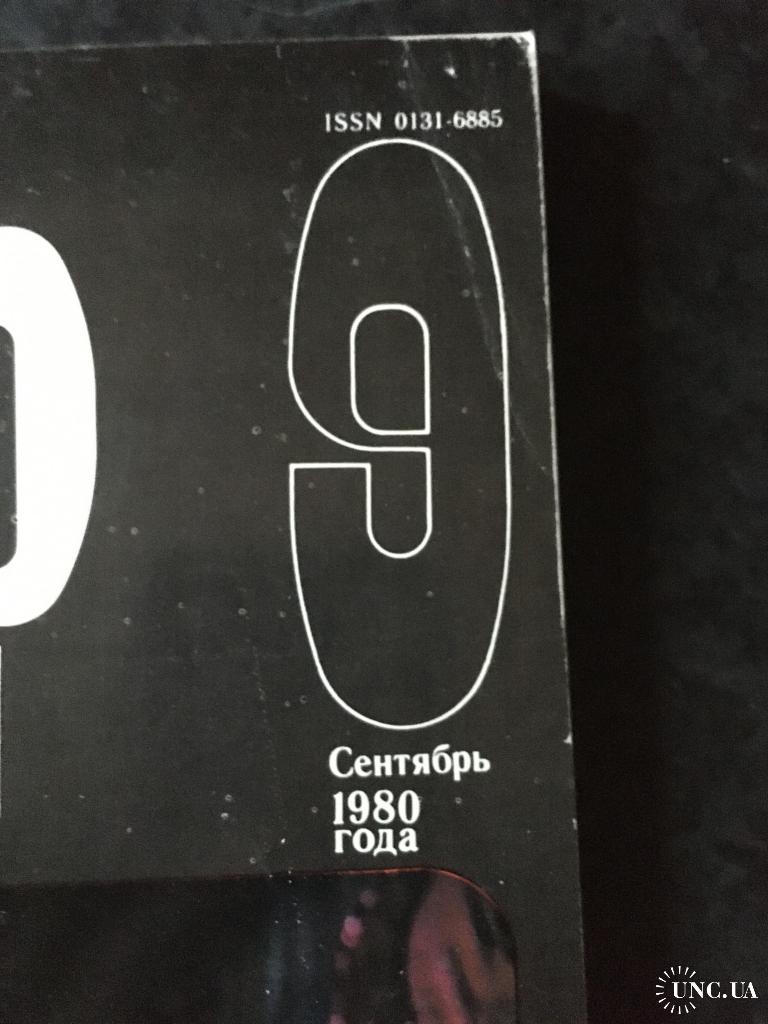 ISSN 0131-6885
9
Сентябрь
1980
года
UNC.UA